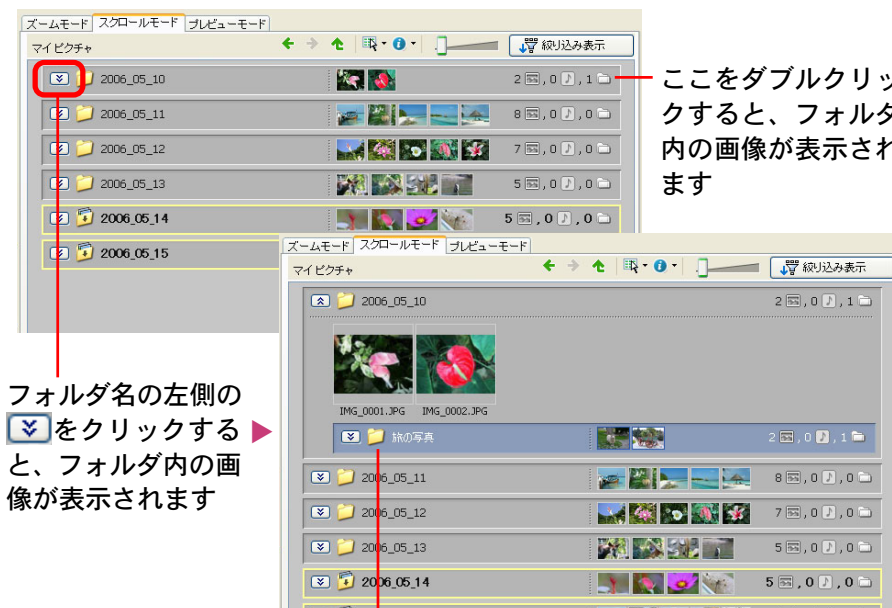 ズームモード スクロールモード プレビューモード
マイ ピクチャ 絞り込み表示
2006_05_10 2 , 0 , 1
2006_05_11 8 , 0 , 0
2006_05_12 7 , 0 , 0
2006_05_13 5 , 0 , 0
2006_05_14 5 , 0 , 0
2006_05_15
ここをダブルクリッ
クすると、フォルダ
内の画像が表示され
ます
フォルダ名の左側の
をクリックする
と、フォルダ内の画
像が表示されます
ズームモード スクロールモード プレビューモード
マイ ピクチャ 絞り込み表示
2006_05_10 2 , 0 , 1
IMG_0001.JPG IMG_0002.JPG
旅の写真 2 , 0 , 1
2006_05_11 8 , 0 , 0
2006_05_12 7 , 0 , 0
2006_05_13 5 , 0 , 0
2006_05_14 5 , 0 , 0